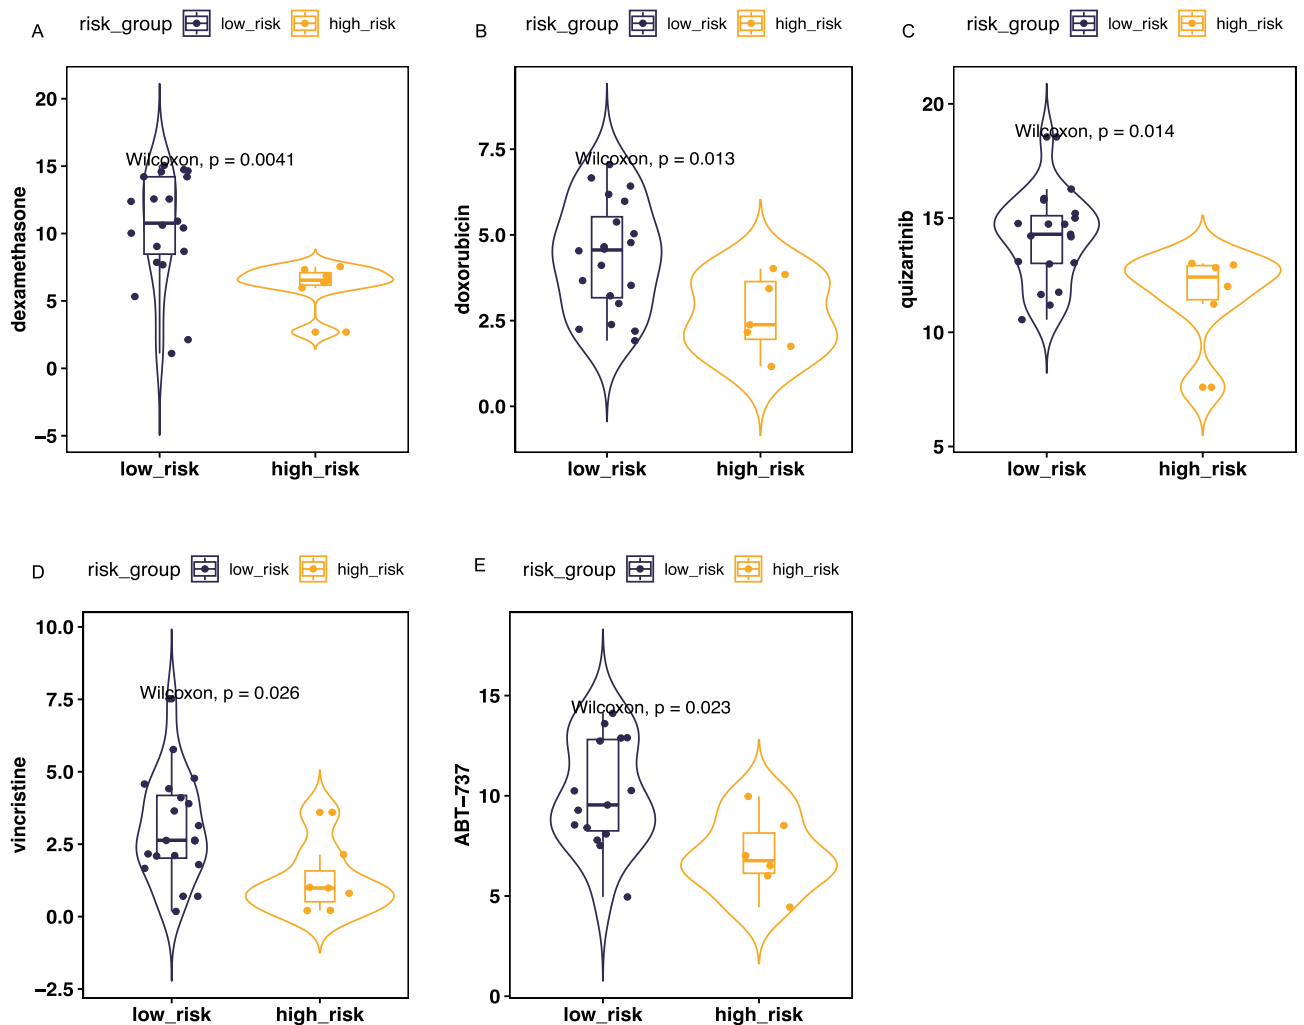 A
risk_group low_risk high_risk
Wilcoxon, p = 0.0041
dexamethasone
20
15
10
5
0
−5
low_risk high_risk
B
risk_group low_risk high_risk
Wilcoxon, p = 0.013
doxorubicin
7.5
5.0
2.5
0.0
low_risk high_risk
C
risk_group low_risk high_risk
Wilcoxon, p = 0.014
quizartinib
20
15
10
5
low_risk high_risk
D
risk_group low_risk high_risk
Wilcoxon, p = 0.026
vincristine
10.0
7.5
5.0
2.5
0.0
−2.5
low_risk high_risk
E
risk_group low_risk high_risk
Wilcoxon, p = 0.023
ABT−737
15
10
5
0
low_risk high_risk